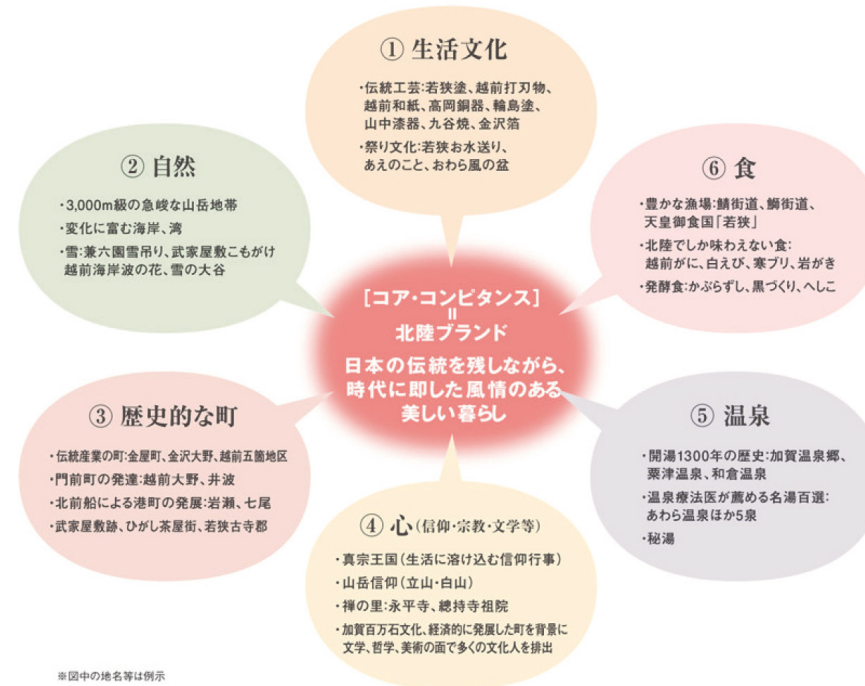 ① 生活文化
・伝統工芸:若狭塗、越前打刃物、
越前和紙、高岡銅器、輪島塗、
山中漆器、九谷焼、金沢箔
・祭り文化:若狭お水送り、
あえのこと、おわら風の盆
② 自然
・3,000m級の急峻な山岳地帯
・変化に富む海岸、湾
・雪:兼六園雪吊り、武家屋敷こもがけ
越前海岸波の花、雪の大谷
⑥ 食
・豊かな漁場:鯖街道、鰤街道、
天皇御食国「若狭」
・北陸でしか味わえない食:
越前がに、白えび、寒ブリ、岩がき
・発酵食:かぶらずし、黒づくり、へしこ
[コア・コンピタンス]
=
北陸ブランド
日本の伝統を残しながら、
時代に即した風情のある
美しい暮らし
③ 歴史的な町
・伝統産業の町:金屋町、金沢大野、越前五箇地区
・門前町の発達:越前大野、井波
・北前船による港町の発展:岩瀬、七尾
・武家屋敷跡、ひがし茶屋街、若狭古寺郡
⑤ 温泉
・開湯1300年の歴史:加賀温泉郷、
粟津温泉、和倉温泉
・温泉療法医が薦める名湯百選:
あわら温泉ほか5泉
・秘湯
④ 心(信仰・宗教・文学等)
・真宗王国(生活に溶け込む信仰行事)
・山岳信仰(立山・白山)
・禅の里:永平寺、總持寺祖院
・加賀百万石文化、経済的に発展した町を背景に
文学、哲学、美術の面で多くの文化人を排出
※図中の地名等は例示